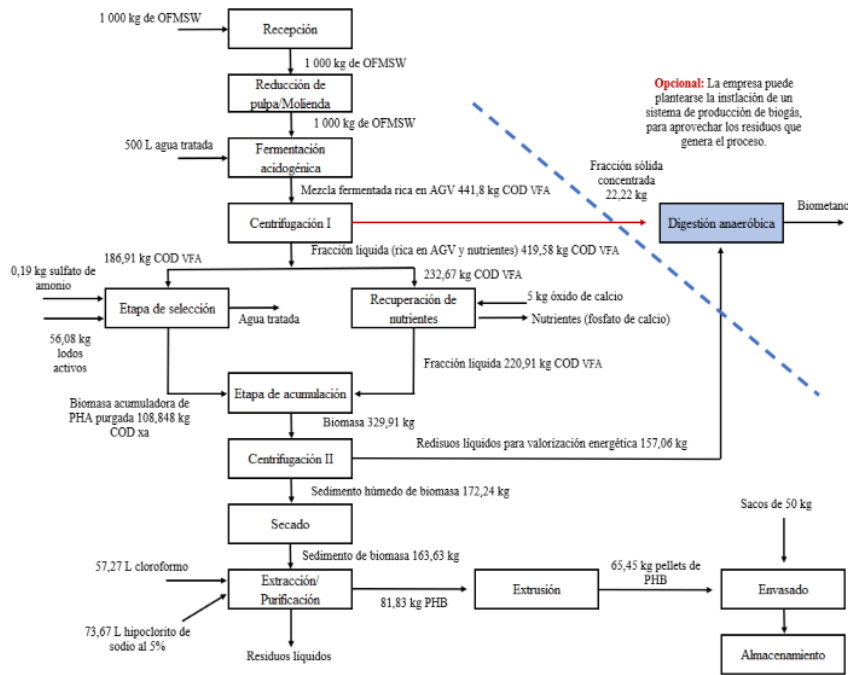 1 000 kg de OFMSW
Recepción
1 000 kg de OFMSW
Reducción de
pulpa/Molienda
1 000 kg de OFMSW
500 L agua tratada
Fermentación
acidogénica
Mezcla fermentada rica en AGV 441,8 kg COD VFA
Centrifugación I
Opcional: La empresa puede
plantearse la instlación de un
sistema de producción de biogás,
para aprovechar los residuos que
genera el proceso.
Fracción sólida
concentrada
22,22 kg
Digestión anaeróbica
Biometano
Fracción liquida (rica en AGV y nutrientes) 419,58 kg COD VFA
186,91 kg COD VFA
232,67 kg COD VFA
0,19 kg sulfato de
amonio
Etapa de selección
Agua tratada
56,08 kg
lodos
activos
Recuperación de
nutrientes
5 kg óxido de calcio
Nutrientes (fosfato de calcio)
Fracción líquida 220,91 kg COD VFA
Etapa de acumulación
Biomasa acumuladora de
PHA purgada 108,848 kg
COD xa
Biomasa 329,91 kg
Redisuos líquidos para valorización energética 157,06 kg
Centrifugación II
Sedimento húmedo de biomasa 172,24 kg
Secado
Sedimento de biomasa 163,63 kg
57,27 L cloroformo
Extracción/
Purificación
73,67 L hipoclorito de
sodio al 5%
Residuos líquidos
81,83 kg PHB
Extrusión
65,45 kg pellets de
PHB
Sacos de 50 kg
Envasado
Almacenamiento